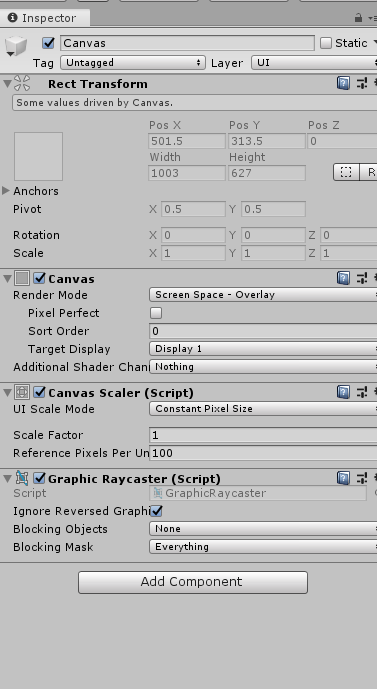 Inspector
Canvas
Static
Tag Untagged Layer UI
Rect Transform
Some values driven by Canvas.
Pos X Pos Y Pos Z
501.5 313.5 0
Width Height
1003 627 R
Anchors
Pivot X 0.5 Y 0.5
Rotation X 0 Y 0 Z 0
Scale X 1 Y 1 Z 1
Canvas
Render Mode Screen Space - Overlay
Pixel Perfect
Sort Order 0
Target Display Display 1
Additional Shader Chan Nothing
Canvas Scaler (Script)
UI Scale Mode Constant Pixel Size
Scale Factor 1
Reference Pixels Per Un 100
Graphic Raycaster (Script)
Script GraphicRaycaster
Ignore Reversed Graphi
Blocking Objects None
Blocking Mask Everything
Add Component